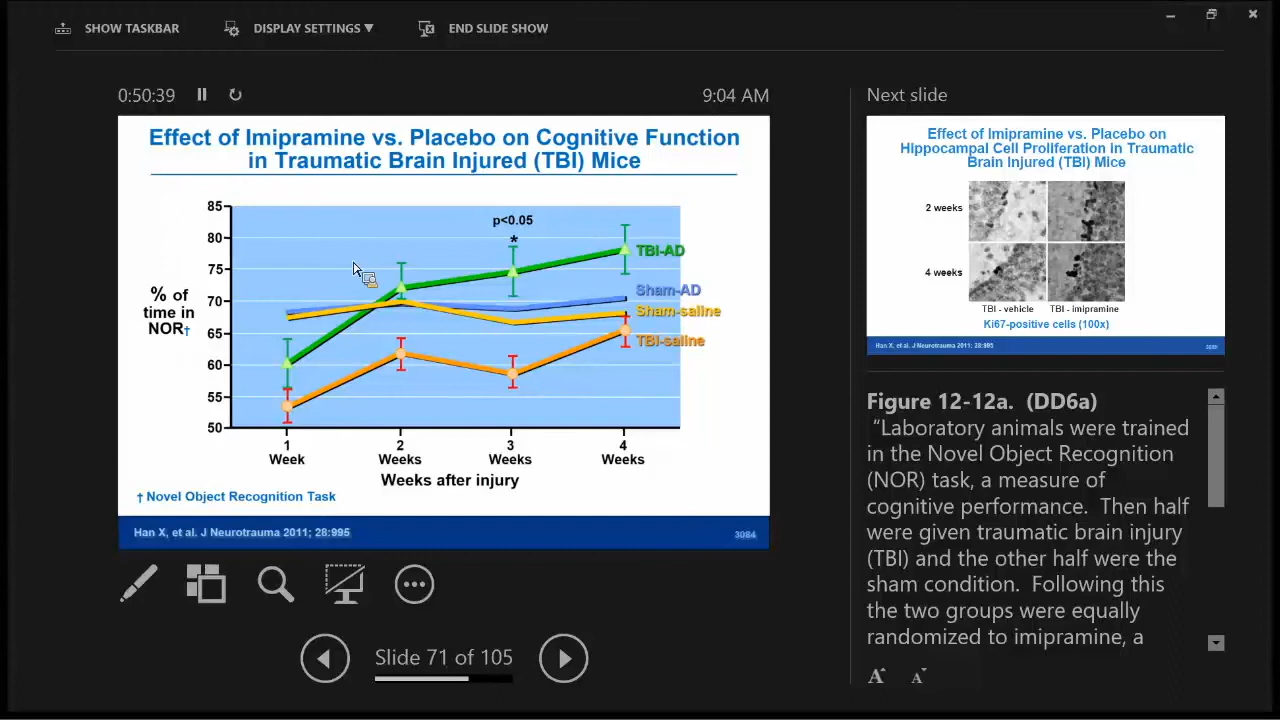 SHOW TASKBAR
DISPLAY SETTINGS ▼
END SLIDE SHOW
0:50:39
9:04 AM
Effect of Imipramine vs. Placebo on Cognitive Function
in Traumatic Brain Injured (TBI) Mice
85
80
75
70
65
60
55
50
% of
time in
NOR†
p<0.05
*
TBI-AD
Sham-AD
Sham-saline
TBI-saline
1
Week
2
Weeks
3
Weeks
4
Weeks
Weeks after injury
† Novel Object Recognition Task
Han X, et al. J Neurotrauma 2011; 28:995
3084
Slide 71 of 105
Next slide
Effect of Imipramine vs. Placebo on
Hippocampal Cell Proliferation in Traumatic
Brain Injured (TBI) Mice
2 weeks
4 weeks
TBI - vehicle
TBI - imipramine
Ki67-positive cells (100x)
Han X, et al. J Neurotrauma 2011; 28:995
Figure 12-12a. (DD6a)
“Laboratory animals were trained
in the Novel Object Recognition
(NOR) task, a measure of
cognitive performance. Then half
were given traumatic brain injury
(TBI) and the other half were the
sham condition. Following this
the two groups were equally
randomized to imipramine, a
A
A